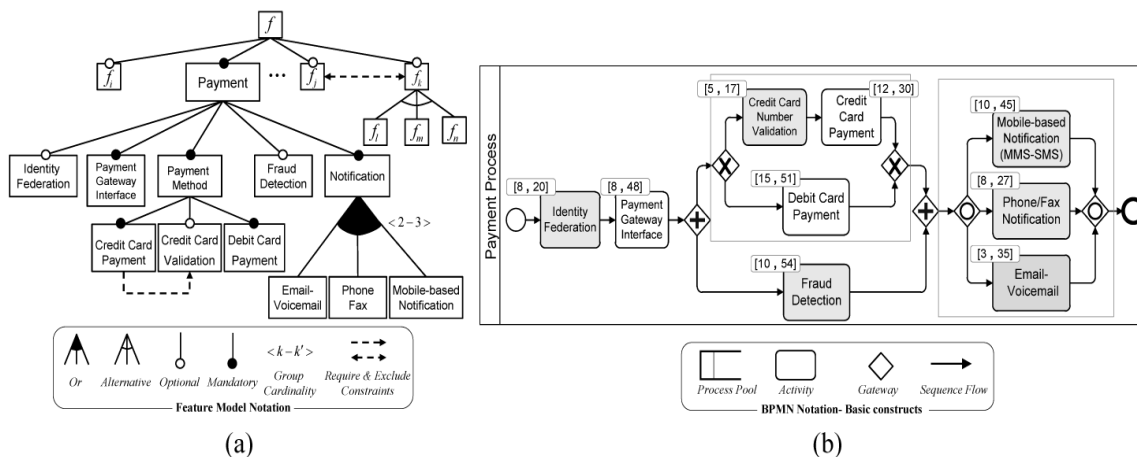 f
f_i
Payment
...
f_j
f_k
f_l
f_m
f_n
Identity
Federation
Payment
Gateway
Interface
Payment
Method
Fraud
Detection
Notification
<2-3>
Credit Card
Payment
Credit Card
Validation
Debit Card
Payment
Email-
Voicemail
Phone
Fax
Mobile-based
Notification
<k-k'>
Or
Alternative
Optional
Mandatory
Group
Cardinality
Require & Exclude
Constraints
Feature Model Notation
(a)
Payment Process
[8 , 20]
Identity
Federation
[8 , 48]
Payment
Gateway
Interface
[5 , 17]
Credit Card
Number
Validation
[12 , 30]
Credit
Card
Payment
[15 , 51]
Debit Card
Payment
[10 , 54]
Fraud
Detection
[10 , 45]
Mobile-based
Notification
(MMS-SMS)
[8 , 27]
Phone/Fax
Notification
[3 , 35]
Email-
Voicemail
Process Pool
Activity
Gateway
Sequence Flow
BPMN Notation- Basic constructs
(b)